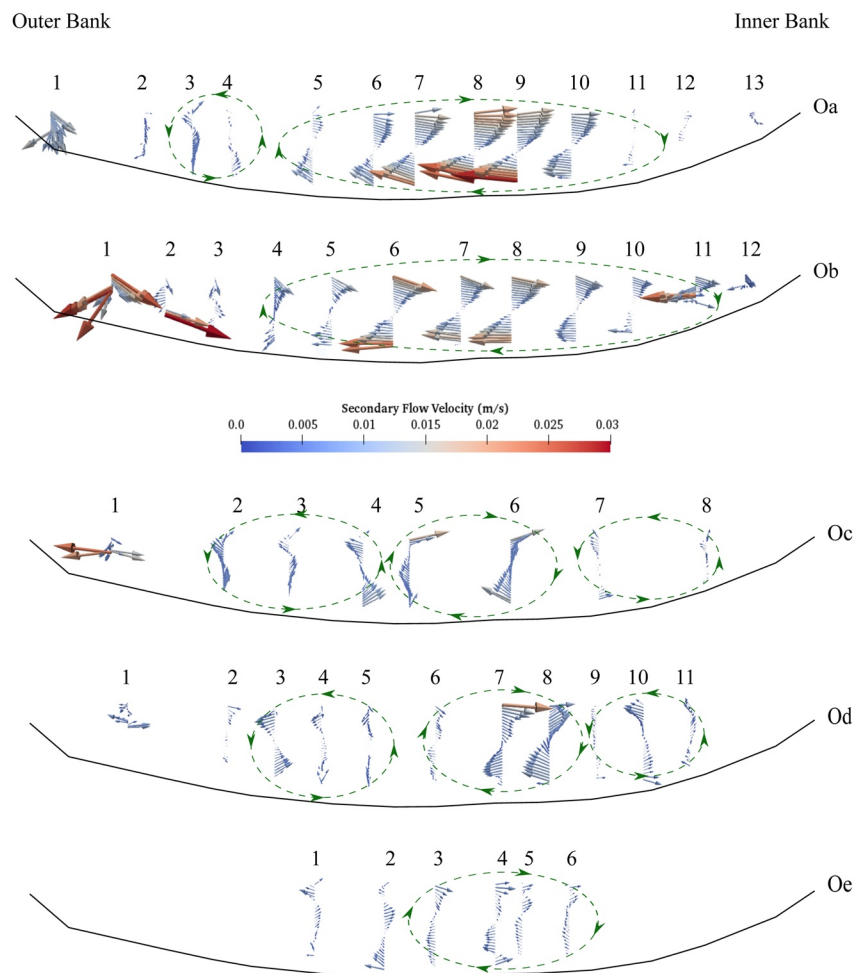 Outer Bank Inner Bank
1 2 3 4 5 6 7 8 9 10 11 12 13
Oa
1 2 3 4 5 6 7 8 9 10 11 12
Ob
Secondary Flow Velocity (m/s)
0.0 0.005 0.01 0.015 0.02 0.025 0.03
1 2 3 4 5 6 7 8
Oc
1 2 3 4 5 6 7 8 9 10 11
Od
1 2 3 4 5 6
Oe